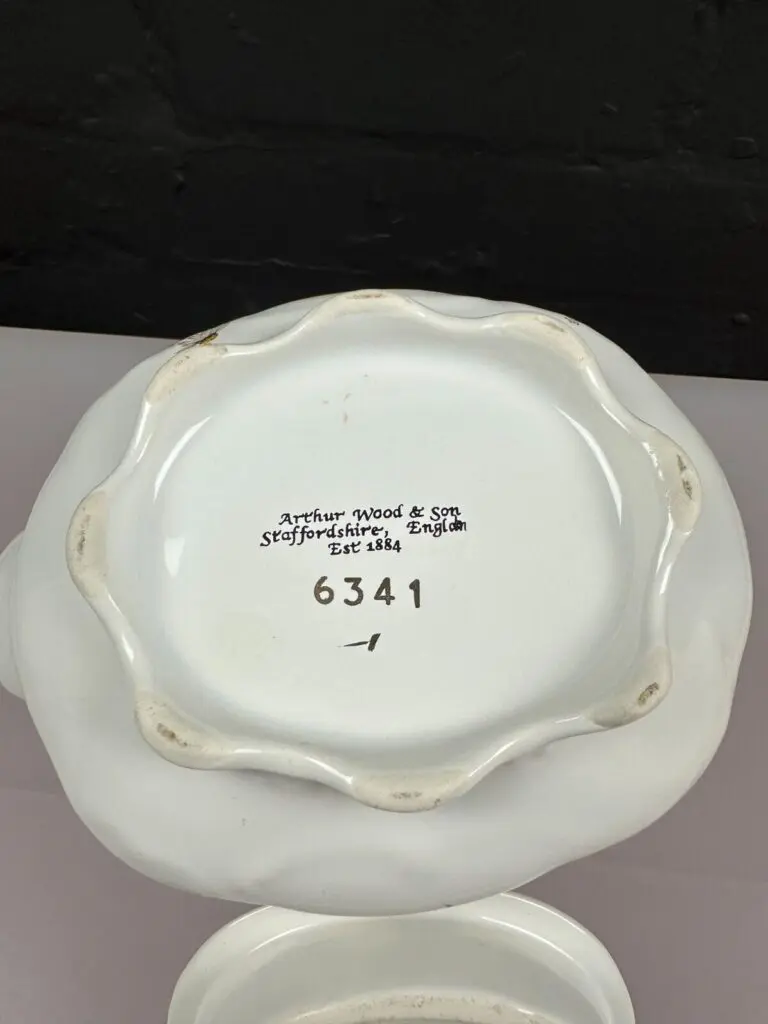 Arthur Wood & Son
Staffordshire, England
Est 1884
6341